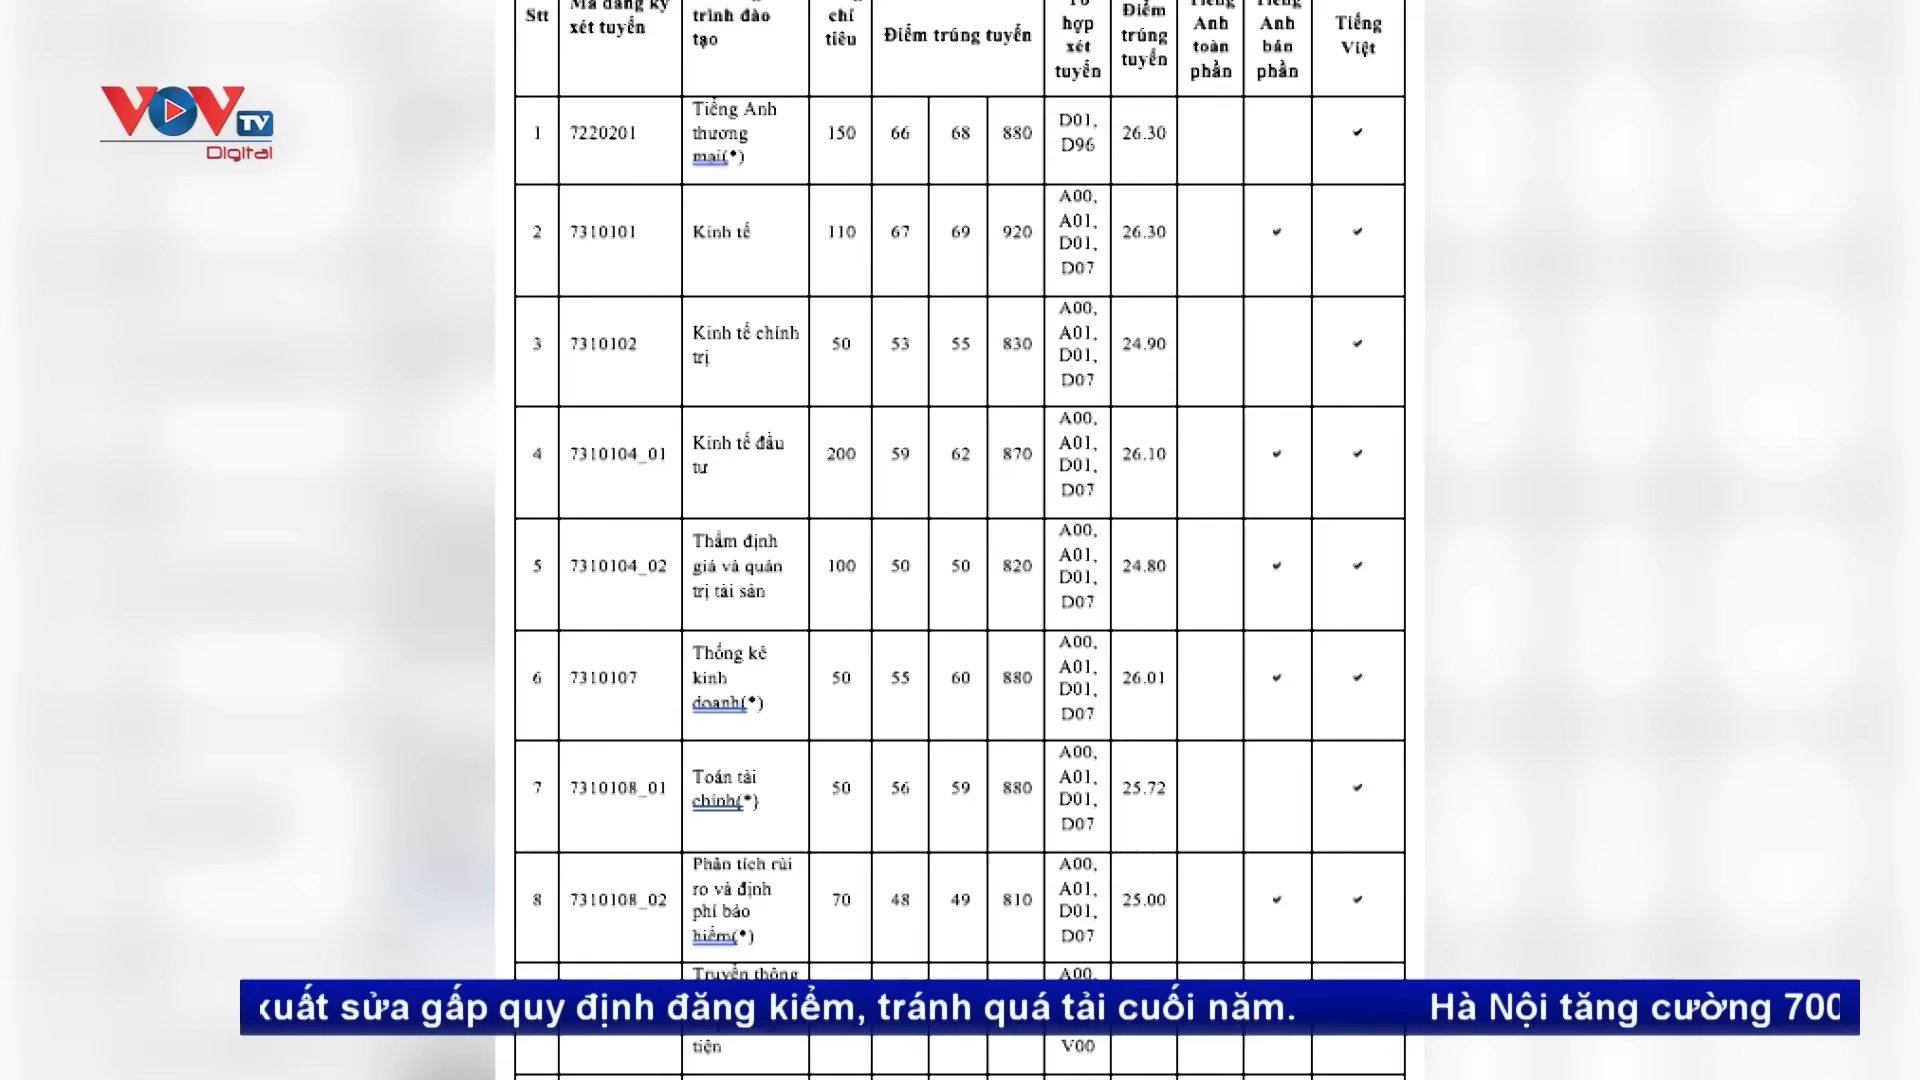 VOV TV
Digital
Stt
Mã đăng ký
xét tuyển
trình đào
tạo
chỉ
tiêu
Điểm trúng tuyển
hợp
xét
tuyển
Điểm
trúng
tuyển
Tiếng
Anh
toàn
phần
Tiếng
Anh
bán
phần
Tiếng
Việt
1 7220201 Tiếng Anh thương mại(*) 150 66 68 880 D01, D96 26.30 ✓
2 7310101 Kinh tế 110 67 69 920 A00, A01, D01, D07 26.30 ✓ ✓
3 7310102 Kinh tế chính trị 50 53 55 830 A00, A01, D01, D07 24.90 ✓
4 7310104_01 Kinh tế đầu tư 200 59 62 870 A00, A01, D01, D07 26.10 ✓ ✓
5 7310104_02 Thẩm định giá và quản trị tài sản 100 50 50 820 A00, A01, D01, D07 24.80 ✓ ✓
6 7310107 Thống kê kinh doanh(*) 50 55 60 880 A00, A01, D01, D07 26.01 ✓ ✓
7 7310108_01 Toán tài chính(*) 50 56 59 880 A00, A01, D01, D07 25.72 ✓
8 7310108_02 Phân tích rủi ro và định phí bảo hiểm(*) 70 48 49 810 A00, A01, D01, D07 25.00 ✓ ✓
Truyền thông A00,
xuất sửa gấp quy định đăng kiểm, tránh quá tải cuối năm. Hà Nội tăng cường 700
tiện V00